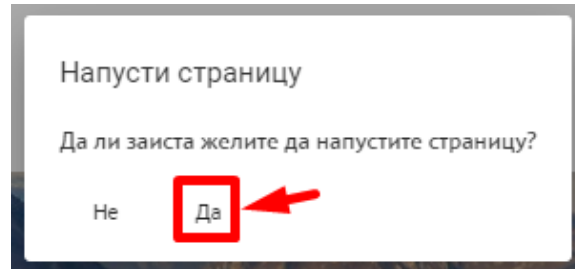 Напусти страницу
Да ли заиста желите да напустите страницу?
Не Да